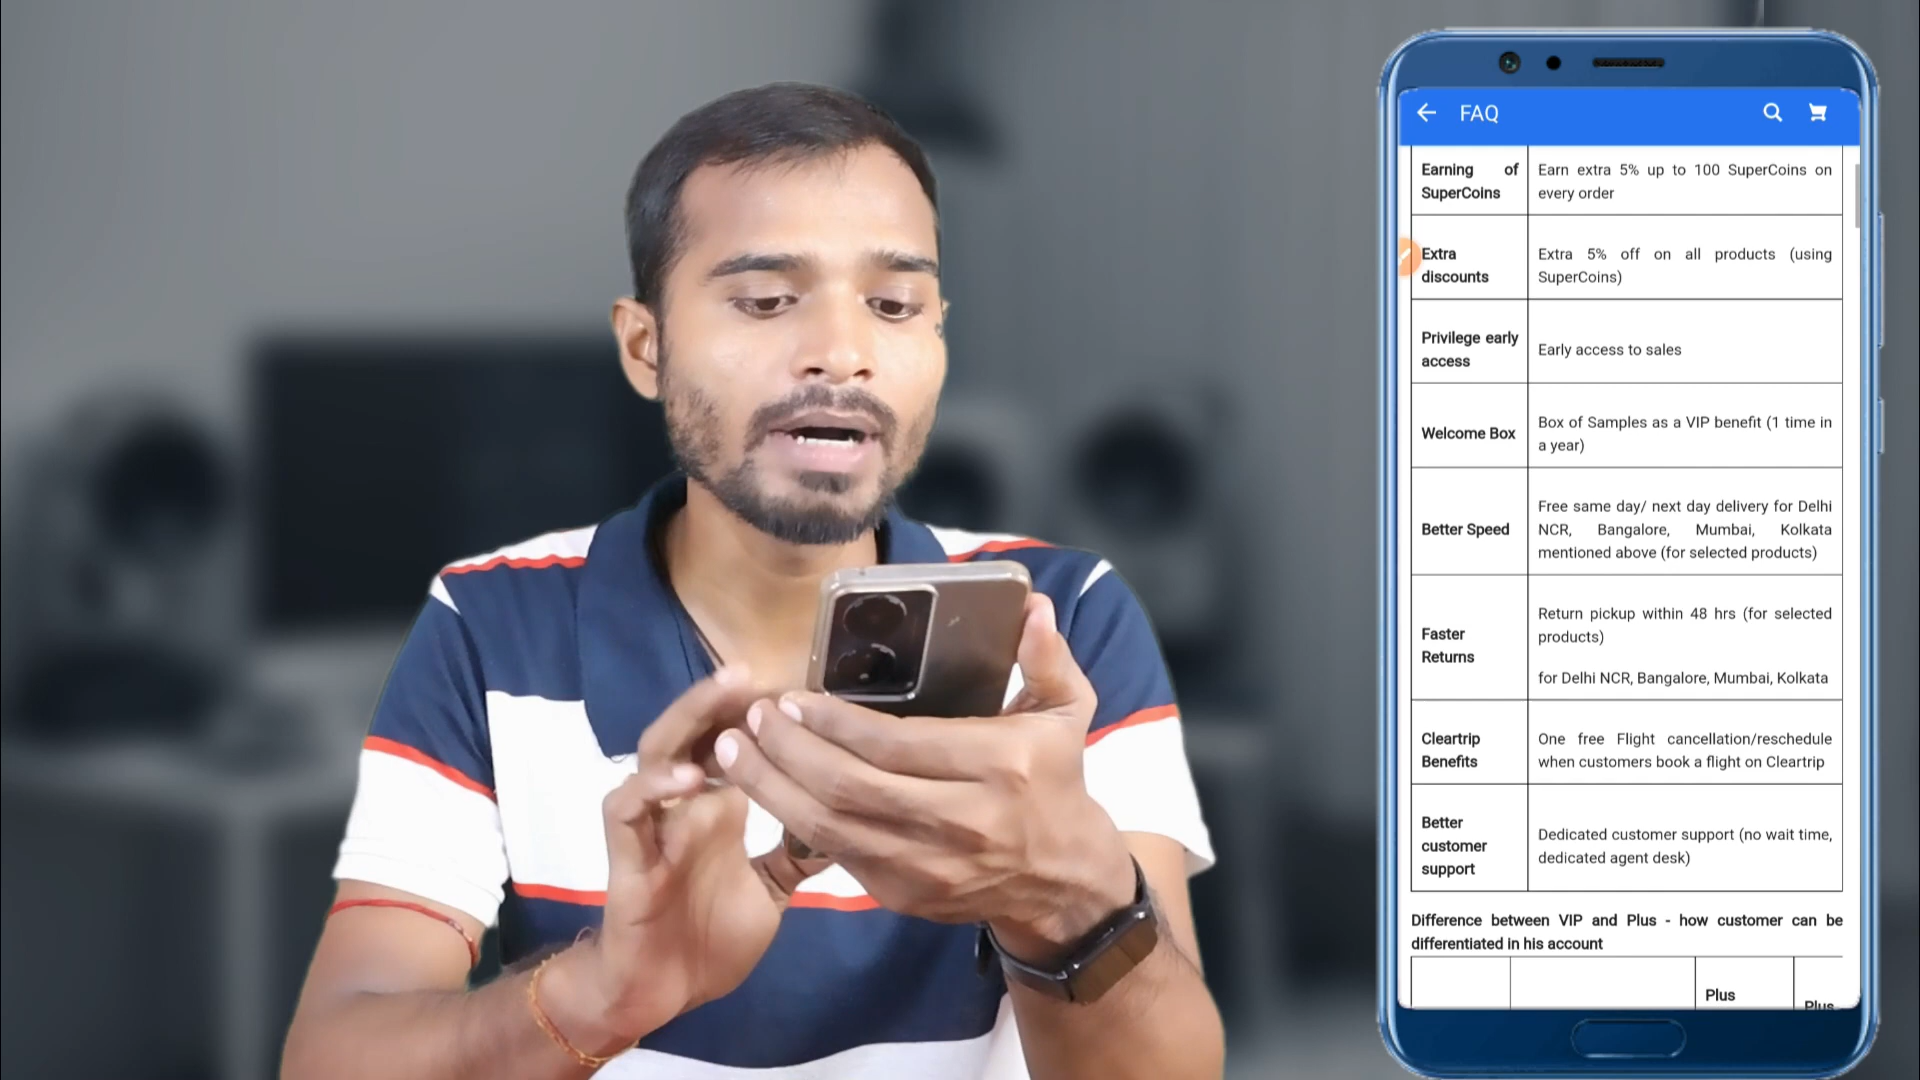 FAQ
Earning of
SuperCoins
Earn extra 5% up to 100 SuperCoins on
every order
Extra
discounts
Extra 5% off on all products (using
SuperCoins)
Privilege early
access
Early access to sales
Welcome Box
Box of Samples as a VIP benefit (1 time in
a year)
Better Speed
Free same day/ next day delivery for Delhi
NCR, Bangalore, Mumbai, Kolkata
mentioned above (for selected products)
Faster
Returns
Return pickup within 48 hrs (for selected
products)
for Delhi NCR, Bangalore, Mumbai, Kolkata
Cleartrip
Benefits
One free Flight cancellation/reschedule
when customers book a flight on Cleartrip
Better
customer
support
Dedicated customer support (no wait time,
dedicated agent desk)
Difference between VIP and Plus - how customer can be
differentiated in his account
Plus
Plus